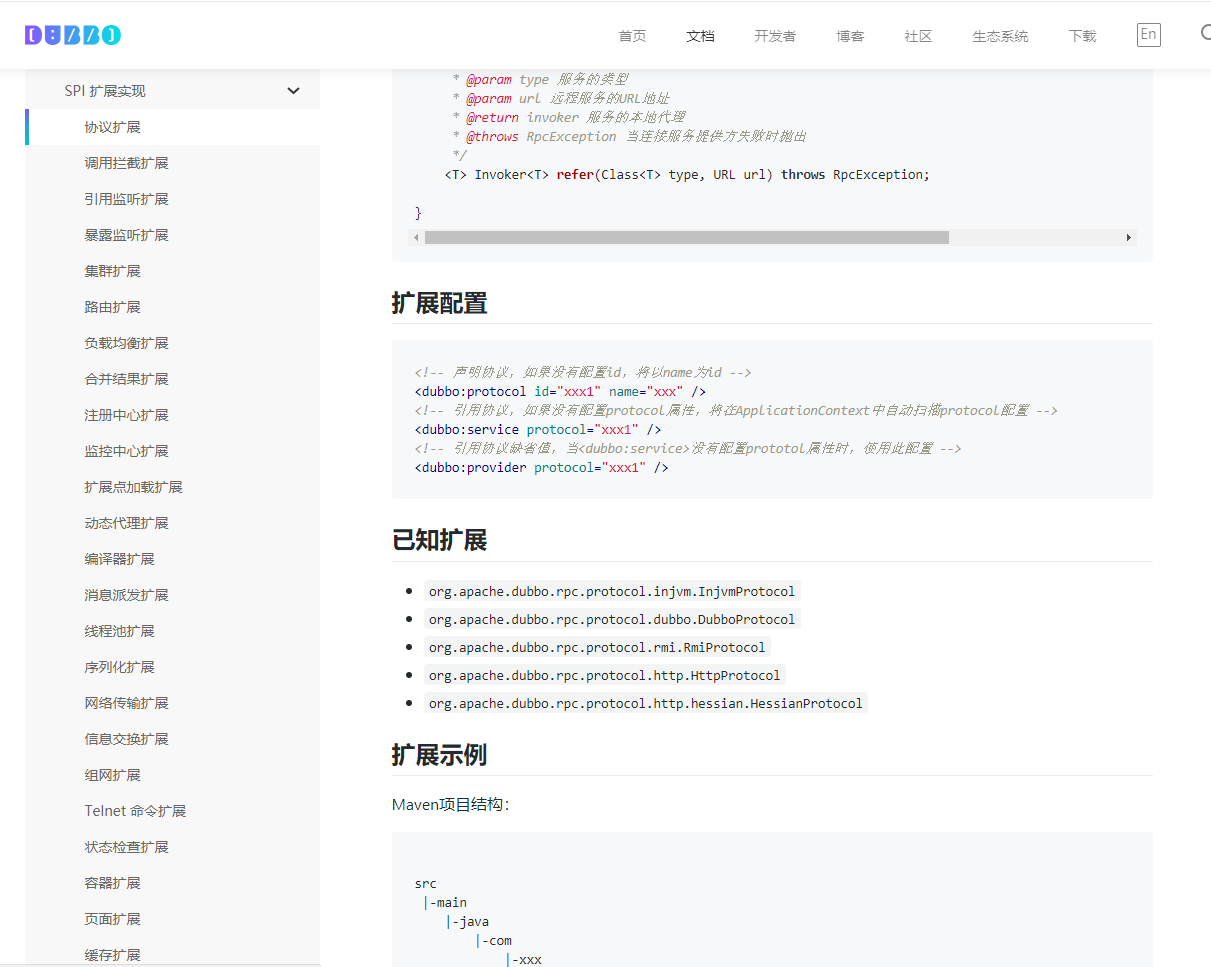 DUBBO
首页
文档
开发者
博客
社区
生态系统
下载
En
SPI 扩展实现
协议扩展
调用拦截扩展
引用监听扩展
暴露监听扩展
集群扩展
路由扩展
负载均衡扩展
合并结果扩展
注册中心扩展
监控中心扩展
扩展点加载扩展
动态代理扩展
编译器扩展
消息派发扩展
线程池扩展
序列化扩展
网络传输扩展
信息交换扩展
组网扩展
Telnet 命令扩展
状态检查扩展
容器扩展
页面扩展
缓存扩展
* @param type 服务的类型
* @param url 远程服务的URL地址
* @return invoker 服务的本地代理
* @throws RpcException 当连接服务提供方失败时抛出
*/
<T> Invoker<T> refer(Class<T> type, URL url) throws RpcException;
}
扩展配置
<!-- 声明协议，如果没有配置id，将以name为id -->
<dubbo:protocol id="xxx1" name="xxx" />
<!-- 引用协议，如果没有配置protocol属性，将在ApplicationContext中自动扫描protocol配置 -->
<dubbo:service protocol="xxx1" />
<!-- 引用协议缺省值，当<dubbo:service>没有配置prototol属性时，使用此配置 -->
<dubbo:provider protocol="xxx1" />
已知扩展
org.apache.dubbo.rpc.protocol.injvm.InjvmProtocol
org.apache.dubbo.rpc.protocol.dubbo.DubboProtocol
org.apache.dubbo.rpc.protocol.rmi.RmiProtocol
org.apache.dubbo.rpc.protocol.http.HttpProtocol
org.apache.dubbo.rpc.protocol.http.hessian.HessianProtocol
扩展示例
Maven项目结构：
src
|-main
|-java
|-com
|-xxx